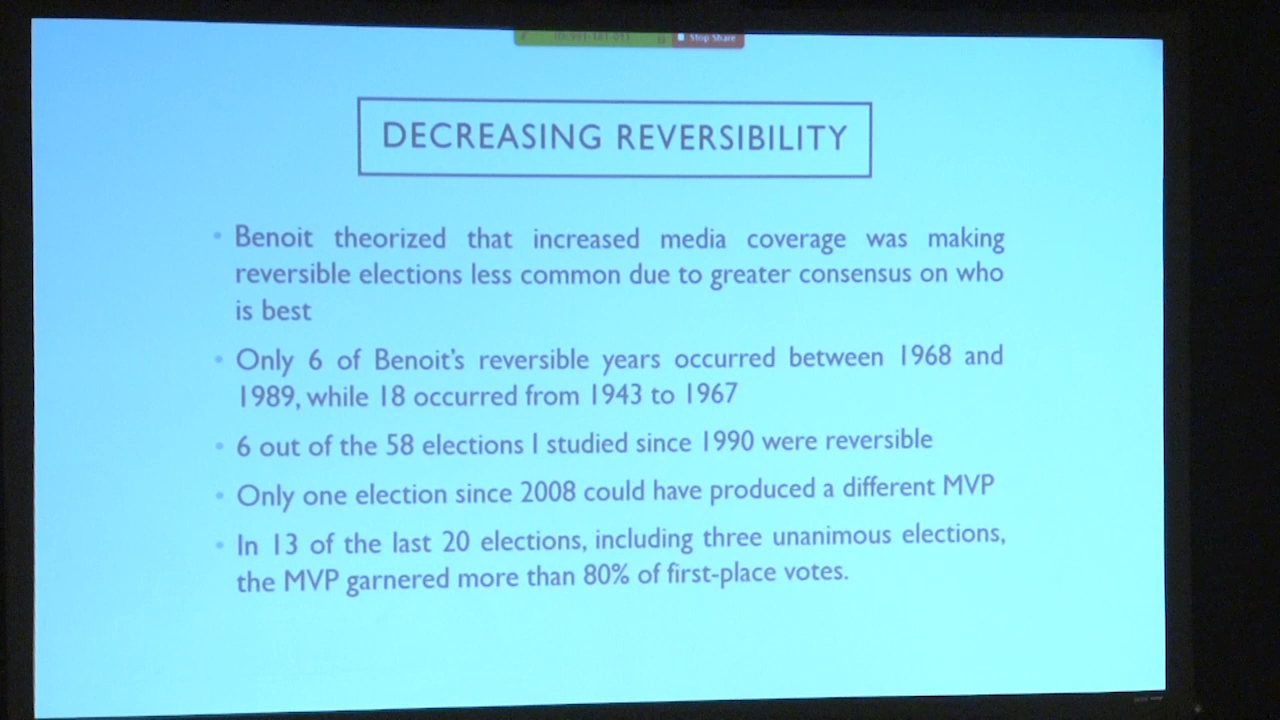 Stop Share
DECREASING REVERSIBILITY
• Benoit theorized that increased media coverage was making
reversible elections less common due to greater consensus on who
is best
• Only 6 of Benoit's reversible years occurred between 1968 and
1989, while 18 occurred from 1943 to 1967
• 6 out of the 58 elections I studied since 1990 were reversible
• Only one election since 2008 could have produced a different MVP
• In 13 of the last 20 elections, including three unanimous elections,
the MVP garnered more than 80% of first-place votes.